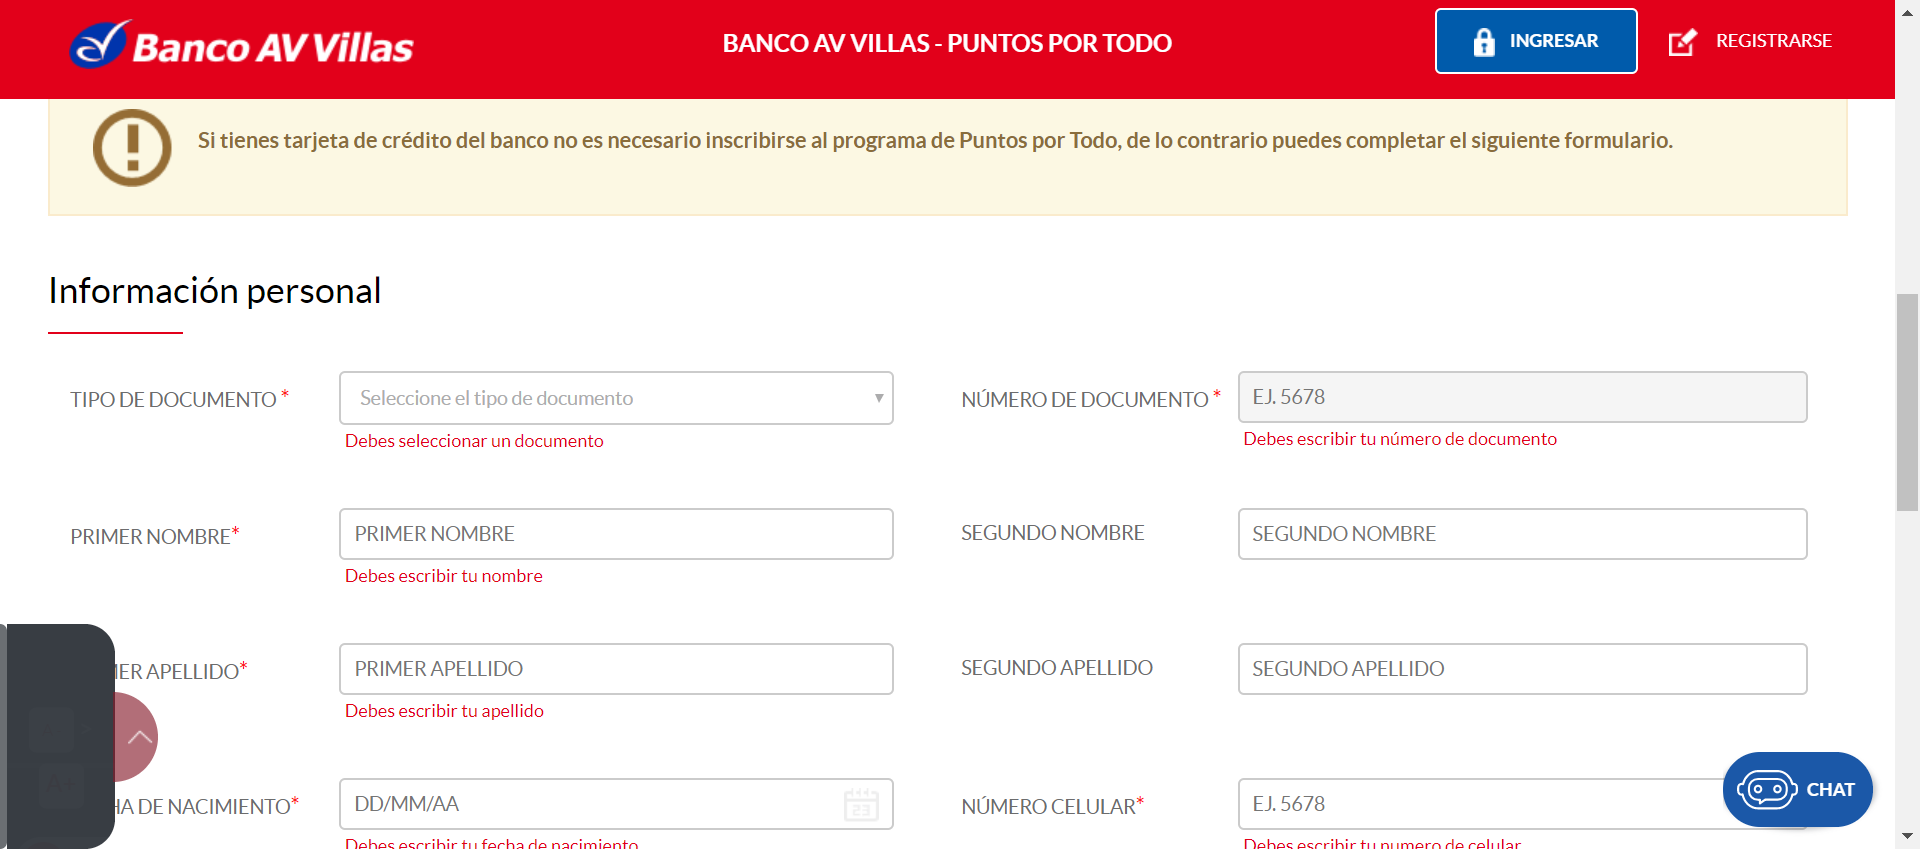 Banco AV Villas
BANCO AV VILLAS - PUNTOS POR TODO
INGRESAR
REGISTRARSE
Si tienes tarjeta de crédito del banco no es necesario inscribirse al programa de Puntos por Todo, de lo contrario puedes completar el siguiente formulario.
Información personal
TIPO DE DOCUMENTO *
Seleccione el tipo de documento
Debes seleccionar un documento
NÚMERO DE DOCUMENTO *
EJ. 5678
Debes escribir tu número de documento
PRIMER NOMBRE*
PRIMER NOMBRE
Debes escribir tu nombre
SEGUNDO NOMBRE
SEGUNDO NOMBRE
APELLIDO*
PRIMER APELLIDO
Debes escribir tu apellido
SEGUNDO APELLIDO
SEGUNDO APELLIDO
DE NACIMIENTO*
DD/MM/AA
23
Debes escribir tu fecha de nacimiento
NÚMERO CELULAR*
EJ. 5678
Debes escribir tu numero de celular
CHAT